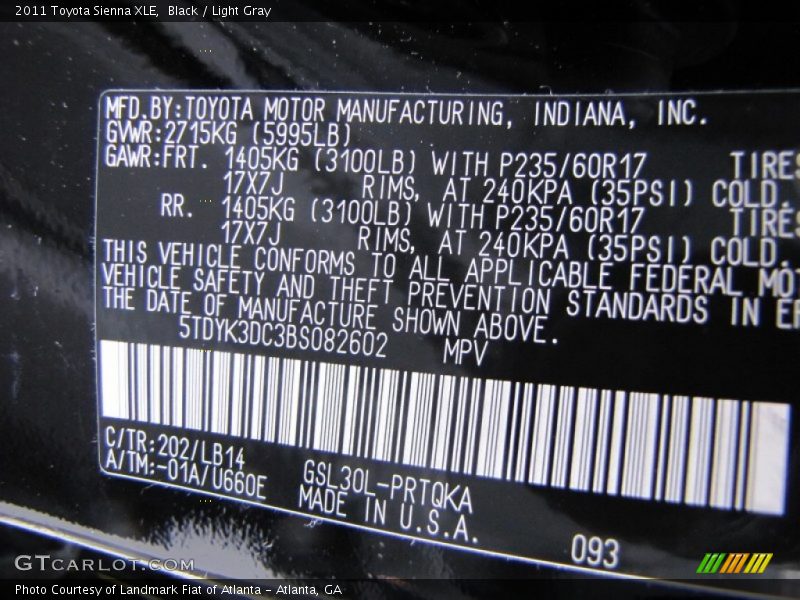 2011 Toyota Sienna XLE, Black / Light Gray
MFD.BY:TOYOTA MOTOR MANUFACTURING, INDIANA, INC.
GVWR:2715KG (5995LB)
GAWR:FRT. 1405KG (3100LB) WITH P235/60R17 TIRES
17X7J RIMS, AT 240KPA (35PSI) COLD.
RR. 1405KG (3100LB) WITH P235/60R17 TIRES
17X7J RIMS, AT 240KPA (35PSI) COLD.
THIS VEHICLE CONFORMS TO ALL APPLICABLE FEDERAL MOT
VEHICLE SAFETY AND THEFT PREVENTION STANDARDS IN EF
THE DATE OF MANUFACTURE SHOWN ABOVE.
5TDYK3DC3BS082602 MPV
C/TR:202/LB14
A/TM:-01A/U660E
GSL30L-PRTQKA
MADE IN U.S.A.
093
GTCARLOT.COM
Photo Courtesy of Landmark Fiat of Atlanta - Atlanta, GA